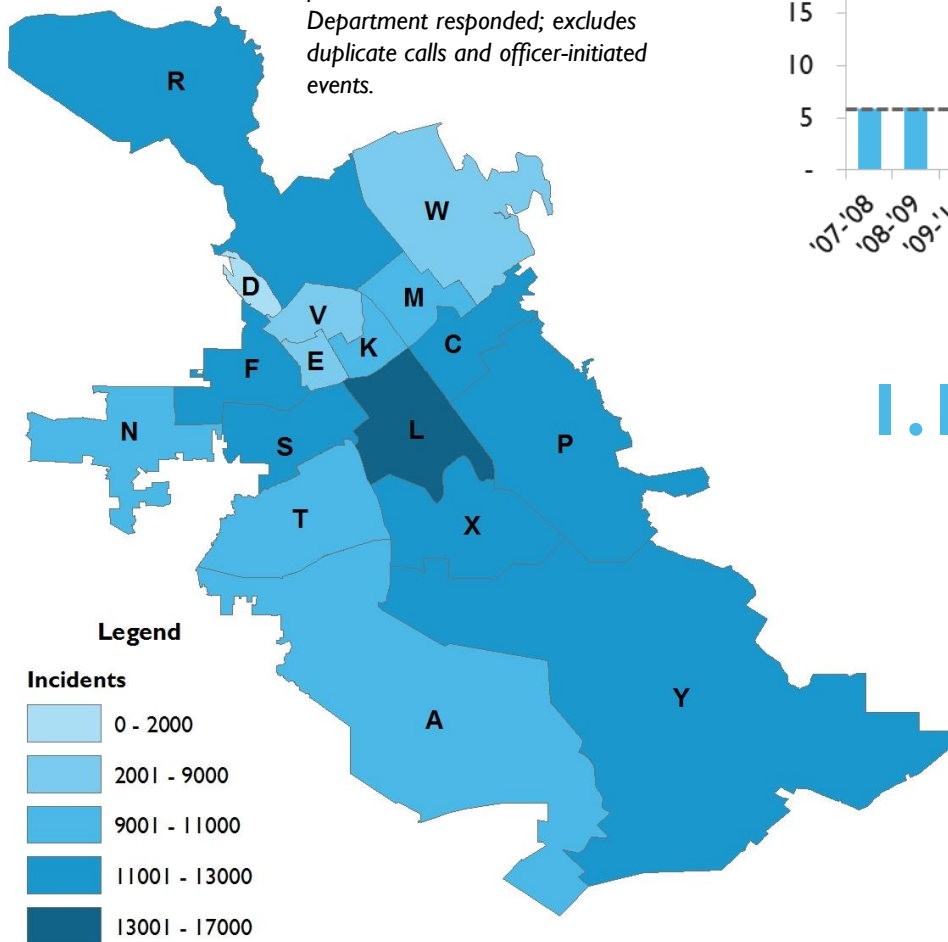 Department responded; excludes
duplicate calls and officer-initiated
events.
15
10
5
-
'07-'08
'08-'09
R
W
D
M
V
K
C
E
F
N
L
P
S
T
X
Y
A
Legend
Incidents
0 - 2000
2001 - 9000
9001 - 11000
11001 - 13000
13001 - 17000